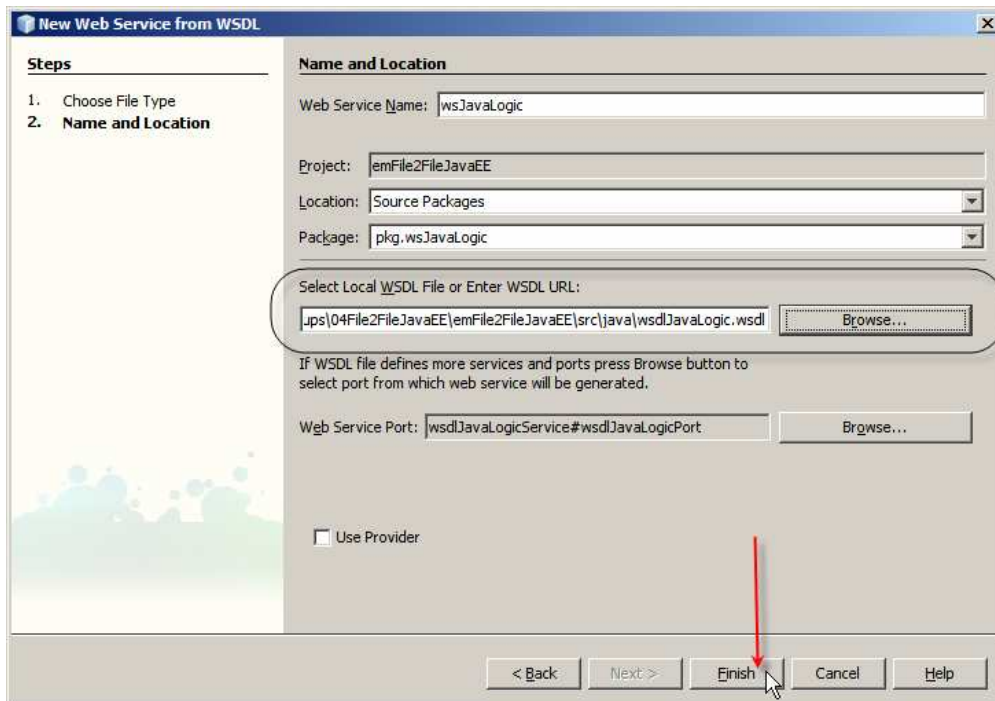 New Web Service from WSDL
Steps
1. Choose File Type
2. Name and Location
Name and Location
Web Service Name: wsJavaLogic
Project: emFile2FileJavaEE
Location: Source Packages
Package: pkg.wsJavaLogic
Select Local WSDL File or Enter WSDL URL:
ups\04File2FileJavaEE\emFile2FileJavaEE\src\java\wsdlJavaLogic.wsdl Browse...
If WSDL file defines more services and ports press Browse button to
select port from which web service will be generated.
Web Service Port: wsdlJavaLogicService#wsdlJavaLogicPort Browse...
Use Provider
< Back Next > Finish Cancel Help